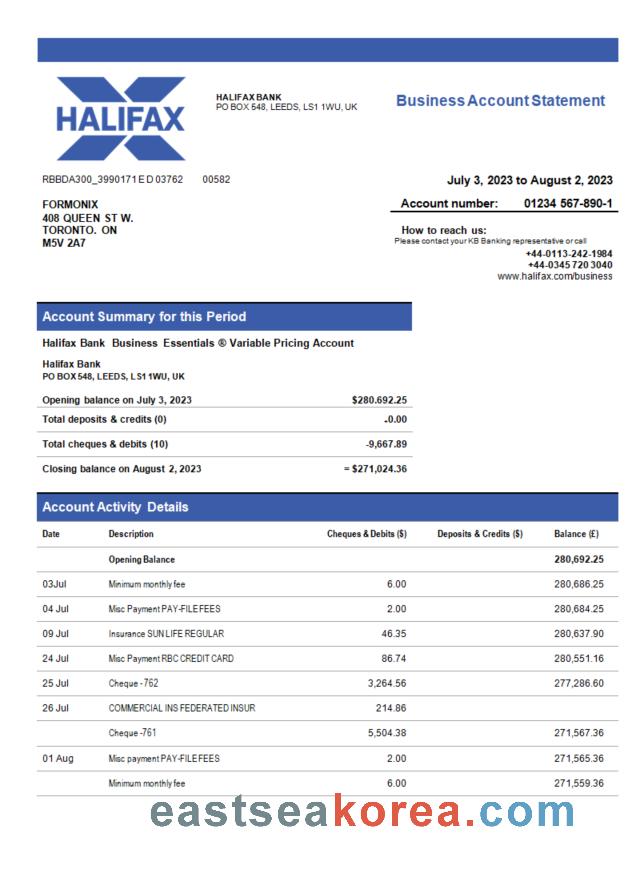 HALIFAX
HALIFAX BANK
PO BOX 548, LEEDS, LS1 1WU, UK
Business Account Statement
RBBDA300_3990171 E D 03762 00582
July 3, 2023 to August 2, 2023
FORMONIX
408 QUEEN ST W.
TORONTO. ON
M5V 2A7
Account number: 01234 567-890-1
How to reach us:
Please contact your KB Banking representative or call
+44-0113-242-1984
+44-0345 720 3040
www.halifax.com/business
Account Summary for this Period
Halifax Bank Business Essentials ® Variable Pricing Account
Halifax Bank
PO BOX 548, LEEDS, LS1 1WU, UK
Opening balance on July 3, 2023 $280.692.25
Total deposits & credits (0) -0.00
Total cheques & debits (10) -9,667.89
Closing balance on August 2, 2023 = $271,024.36
Account Activity Details
Date Description Cheques & Debits ($) Deposits & Credits ($) Balance (£)
Opening Balance 280,692.25
03Jul Minimum monthly fee 6.00 280,686.25
04 Jul Misc Payment PAY-FILE FEES 2.00 280,684.25
09 Jul Insurance SUN LIFE REGULAR 46.35 280,637.90
24 Jul Misc Payment RBC CREDIT CARD 86.74 280,551.16
25 Jul Cheque -762 3,264.56 277,286.60
26 Jul COMMERCIAL INS FEDERATED INSUR 214.86
Cheque -761 5,504.38 271,567.36
01 Aug Misc payment PAY-FILE FEES 2.00 271,565.36
Minimum monthly fee 6.00 271,559.36
eastseakorea.com